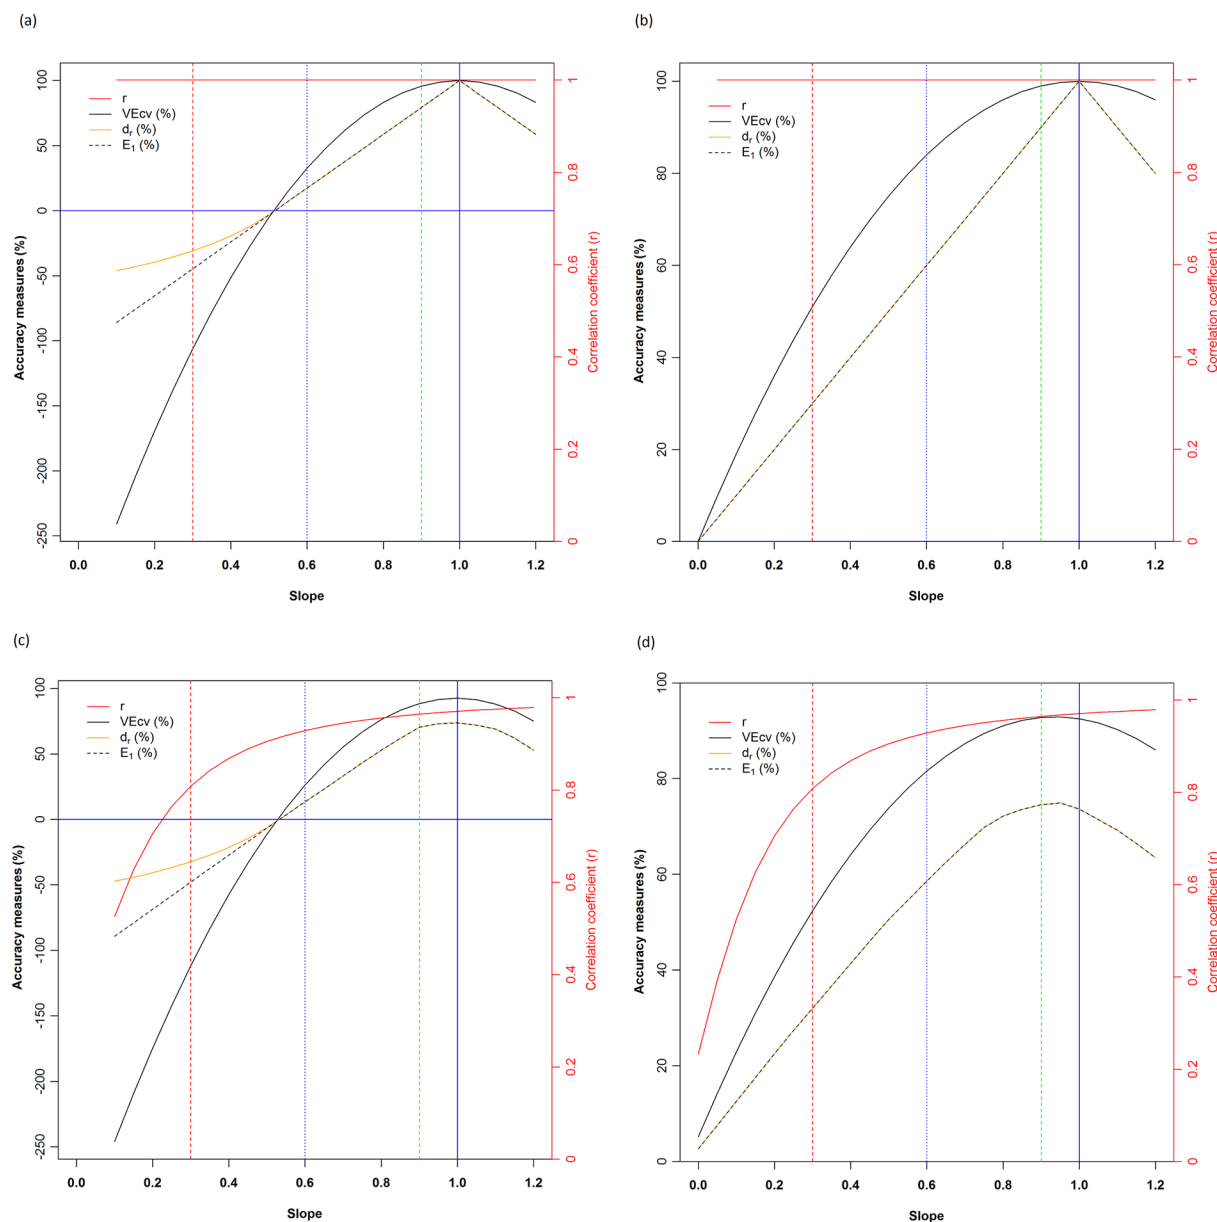 (a)
r
VEcv (%)
dr (%)
E1 (%)
100
50
0
-50
-100
-150
-200
-250
Accuracy measures (%)
1
0.8
0.6
0.4
0.2
0
Correlation coefficient (r)
0.0 0.2 0.4 0.6 0.8 1.0 1.2
Slope
(b)
r
VEcv (%)
dr (%)
E1 (%)
100
80
60
40
20
0
Accuracy measures (%)
1
0.8
0.6
0.4
0.2
0
Correlation coefficient (r)
0.0 0.2 0.4 0.6 0.8 1.0 1.2
Slope
(c)
r
VEcv (%)
dr (%)
E1 (%)
100
50
0
-50
-100
-150
-200
-250
Accuracy measures (%)
1
0.8
0.6
0.4
0.2
0
Correlation coefficient (r)
0.0 0.2 0.4 0.6 0.8 1.0 1.2
Slope
(d)
r
VEcv (%)
dr (%)
E1 (%)
100
80
60
40
20
0
Accuracy measures (%)
1
0.8
0.6
0.4
0.2
0
Correlation coefficient (r)
0.0 0.2 0.4 0.6 0.8 1.0 1.2
Slope